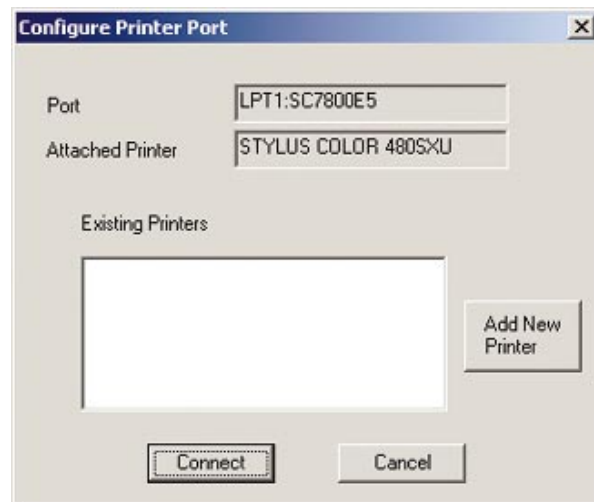 Configure Printer Port
Port
LPT1:SC7800E5
Attached Printer
STYLUS COLOR 480SXU
Existing Printers
Add New
Printer
Connect
Cancel